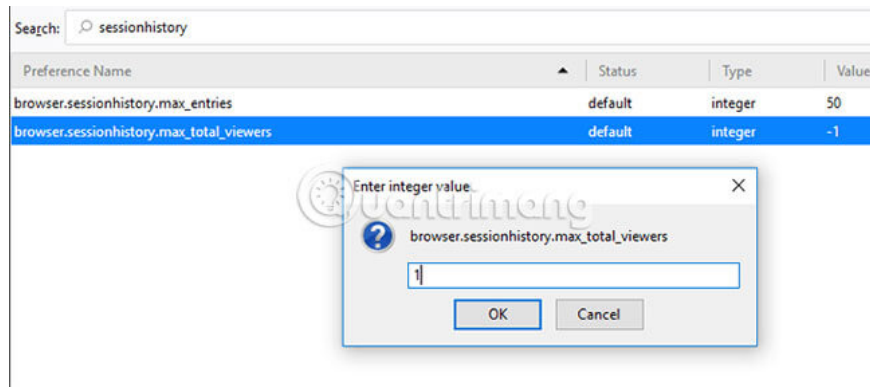 Search: sessionhistory
Preference Name Status Type Value
browser.sessionhistory.max_entries default integer 50
browser.sessionhistory.max_total_viewers default integer -1
Enter integer value
Quantrimang
browser.sessionhistory.max_total_viewers
1
OK Cancel